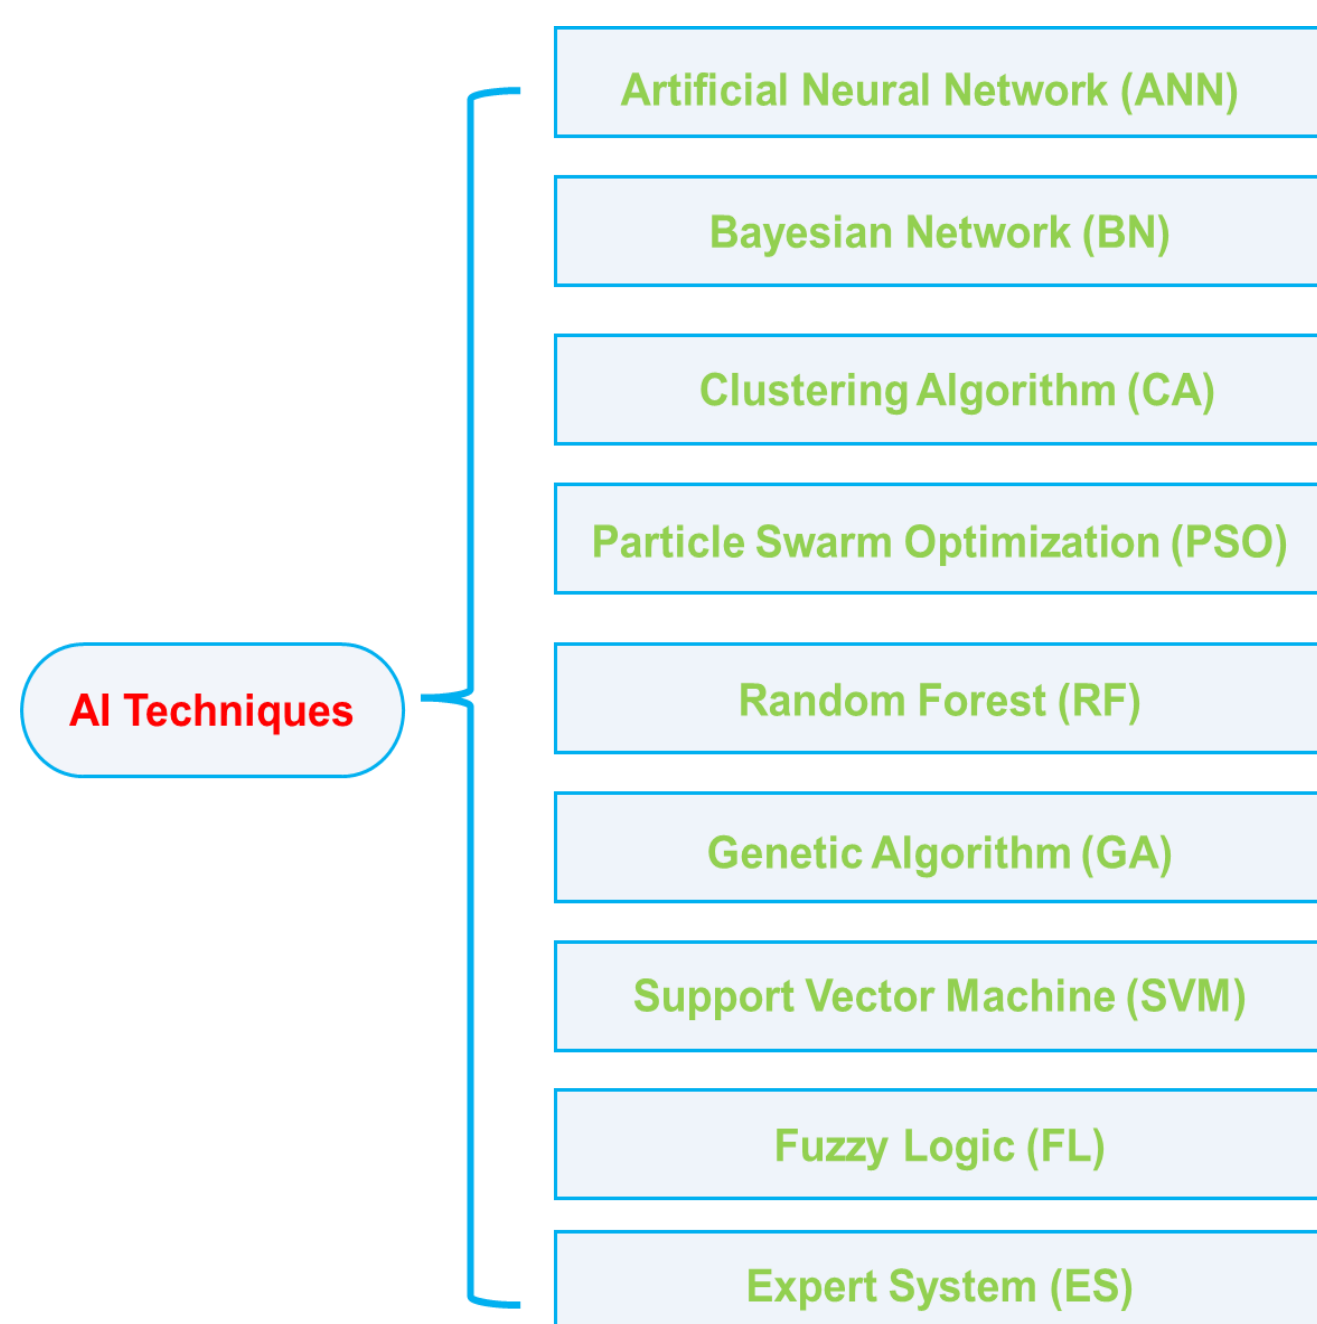 Artificial Neural Network (ANN)
Bayesian Network (BN)
Clustering Algorithm (CA)
Particle Swarm Optimization (PSO)
AI Techniques
Random Forest (RF)
Genetic Algorithm (GA)
Support Vector Machine (SVM)
Fuzzy Logic (FL)
Expert System (ES)